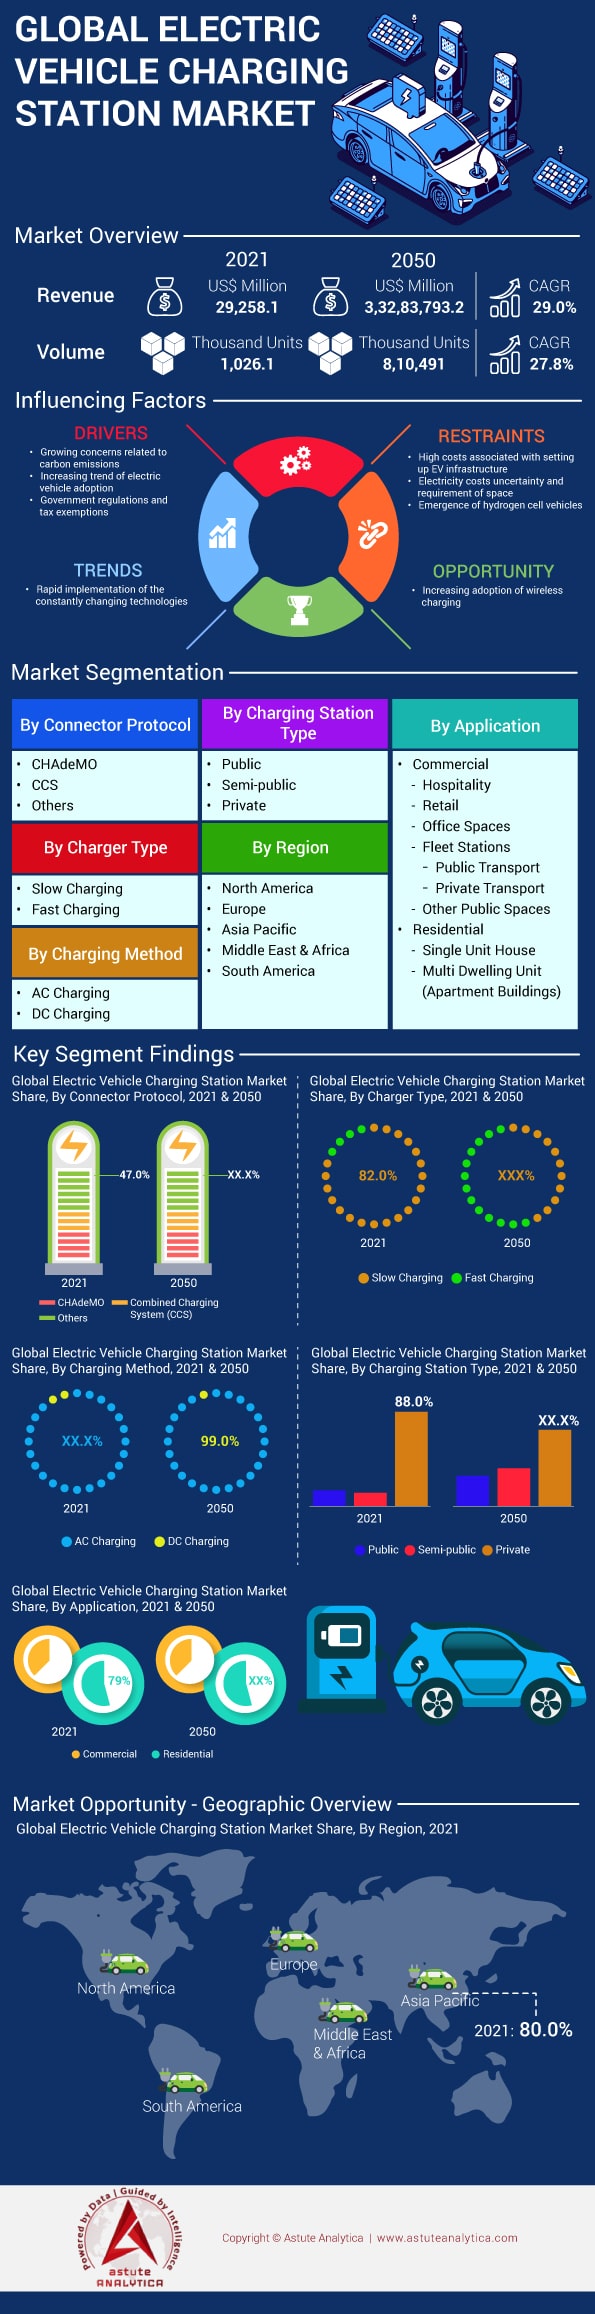 GLOBAL ELECTRIC
VEHICLE CHARGING
STATION MARKET
Market Overview
2021
2050
Revenue
US$ Million
29,258.1
US$ Million
3,32,83,793.2
CAGR
29.0%
Volume
Thousand Units
1,026.1
Thousand Units
8,10,491
CAGR
27.8%
Influencing Factors
DRIVERS
• Growing concerns related to
carbon emissions
• Increasing trend of electric
vehicle adoption
• Government regulations and
tax exemptions
RESTRAINTS
• High costs associated with setting
up EV infrastructure
• Electricity costs uncertainty and
requirement of space
• Emergence of hydrogen cell vehicles
TRENDS
• Rapid implementation of the
constantly changing technologies
OPPORTUNITY
• Increasing adoption of wireless
charging
Market Segmentation
By Connector Protocol
• CHAdeMO
• CCS
• Others
By Charger Type
• Slow Charging
• Fast Charging
By Charging Method
• AC Charging
• DC Charging
By Charging Station
Type
• Public
• Semi-public
• Private
By Region
• North America
• Europe
• Asia Pacific
• Middle East & Africa
• South America
By Application
• Commercial
- Hospitality
- Retail
- Office Spaces
- Fleet Stations
- Public Transport
- Private Transport
- Other Public Spaces
• Residential
- Single Unit House
- Multi Dwelling Unit
(Apartment Buildings)
Key Segment Findings
Global Electric Vehicle Charging Station Market
Share, By Connector Protocol, 2021 & 2050
47.0%
XX.X%
2021
2050
CHAdeMO
Combined Charging
System (CCS)
Others
Global Electric Vehicle Charging Station Market
Share, By Charger Type, 2021 & 2050
82.0%
XXX%
2021
2050
Slow Charging
Fast Charging
Global Electric Vehicle Charging Station Market
Share, By Charging Method, 2021 & 2050
XX.X%
99.0%
2021
2050
AC Charging
DC Charging
Global Electric Vehicle Charging Station Market
Share, By Charging Station Type, 2021 & 2050
88.0%
XX.X%
2021
2050
Public
Semi-public
Private
Global Electric Vehicle Charging Station Market
Share, By Application, 2021 & 2050
79%
XX%
2021
2050
Commercial
Residential
Market Opportunity - Geographic Overview
Global Electric Vehicle Charging Station Market Share, By Region, 2021
North America
Europe
Asia Pacific
2021: 80.0%
Middle East
& Africa
South America
Powered by Data | Guided by Intelligence
astute
ANALYTICA
Copyright © Astute Analytica | www.astuteanalytica.com